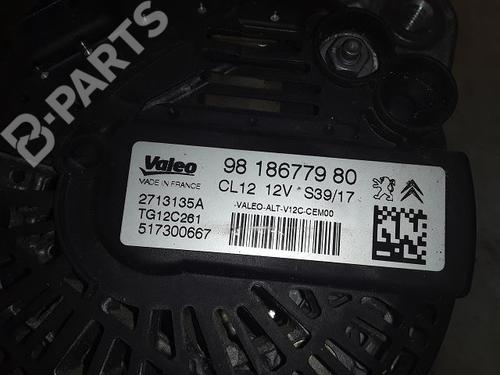 B-PARTS
Valeo
MADE IN FRANCE
98 186779 80
CL12 12V *S39/17
2713135A
TG12C261
517300667
-VALEO-ALT-V12C-CEM00